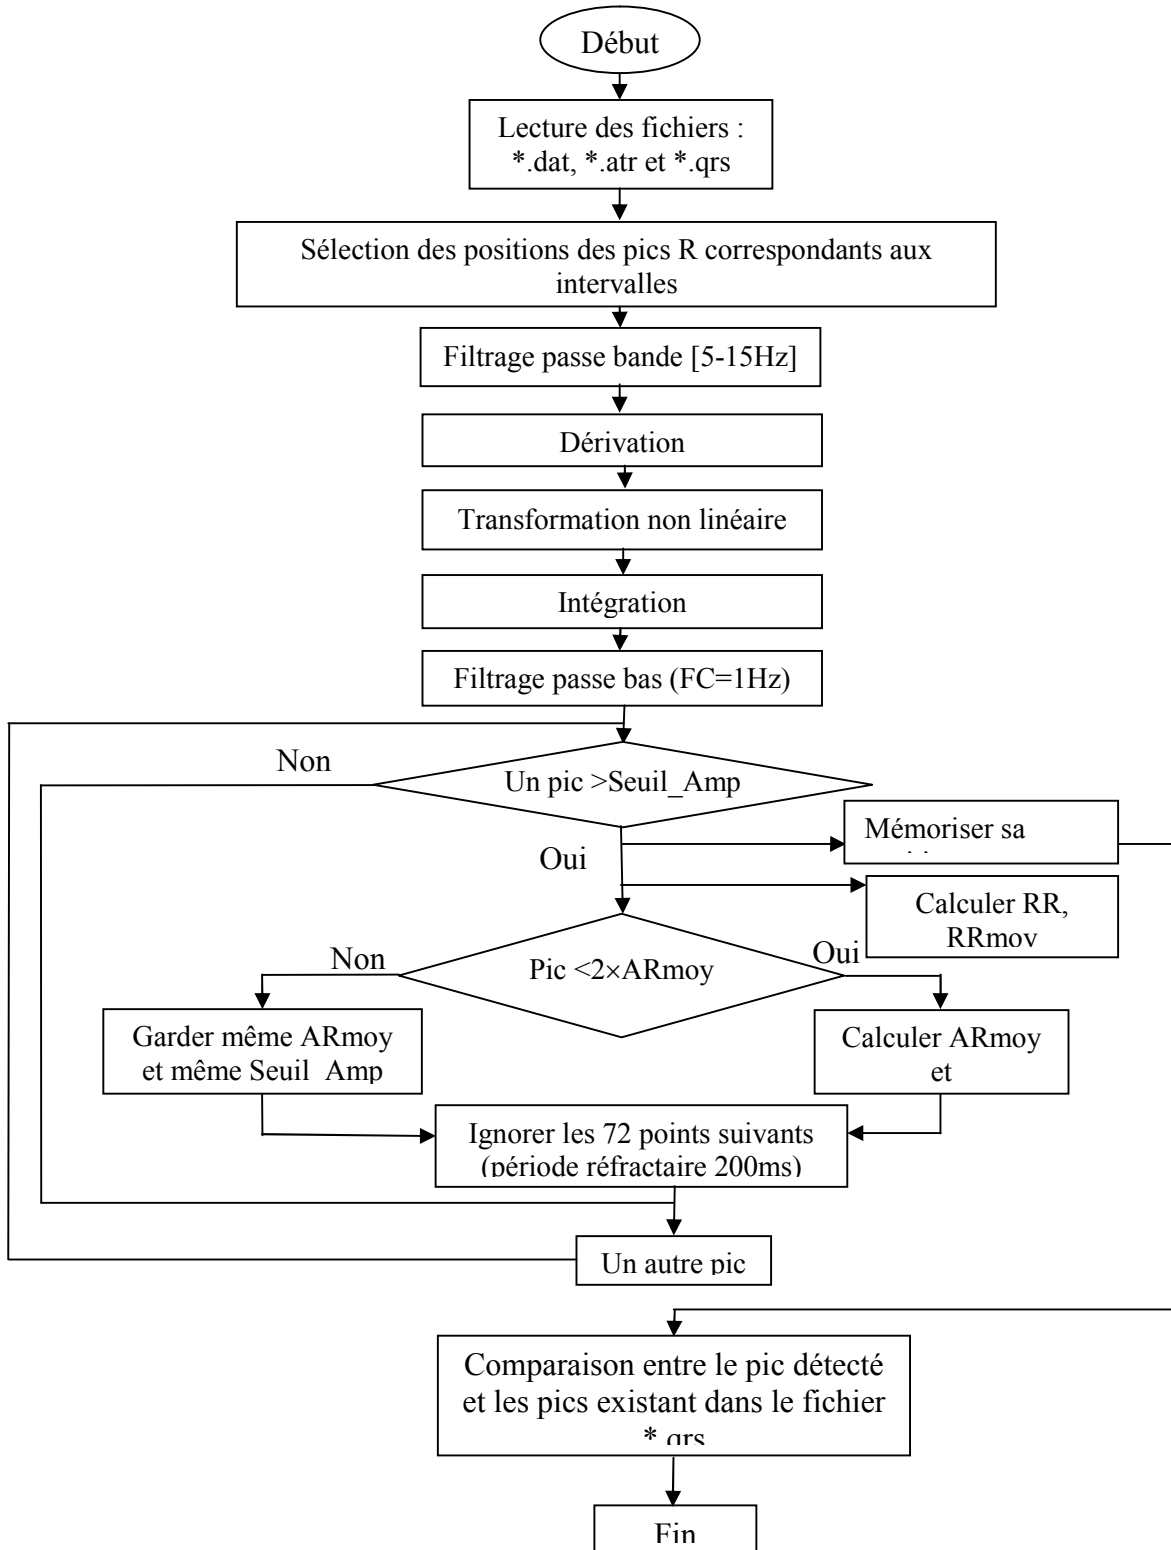 Début
Lecture des fichiers :
*.dat, *.atr et *.qrs
Sélection des positions des pics R correspondants aux
intervalles
Filtrage passe bande [5-15Hz]
Dérivation
Transformation non linéaire
Intégration
Filtrage passe bas (FC=1Hz)
Non
Un pic >Seuil_Amp
Mémoriser sa
Oui
Calculer RR,
RRmoy
Non
Pic <2×ARmoy
Oui
Garder même ARmoy
et même Seuil_Amp
Calculer ARmoy
et
Ignorer les 72 points suivants
(période réfractaire 200ms)
Un autre pic
Comparaison entre le pic détecté
et les pics existant dans le fichier
*.qrs
Fin